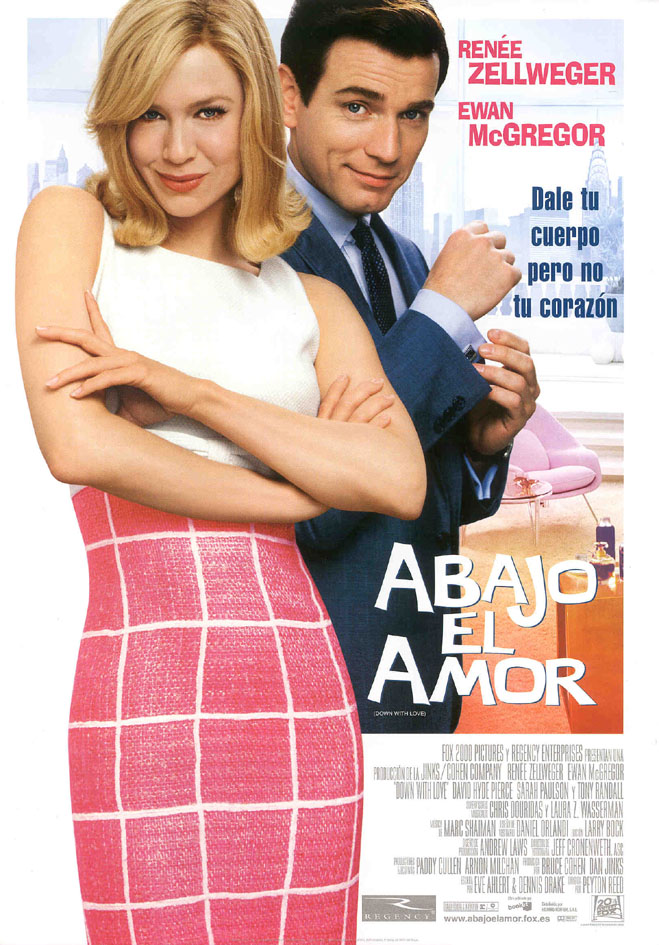 RENÉE
ZELLWEGER
EWAN
McGREGOR
Dale tu
cuerpo
pero no
tu corazón
ABAJO
EL
AMOR
(DOWN WITH LOVE)
FOX 2000 PICTURES Y REGENCY ENTERPRISES PRESENTAN UNA
PRODUCCIÓN DE LA JINKS/COHEN COMPANY RENÉE ZELLWEGER EWAN McGREGOR
"DOWN WITH LOVE" DAVID HYDE PIERCE SARAH PAULSON Y TONY RANDALL
CHRIS DOURIDAS Y LAURA Z. WASSERMAN
MARC SHAIMAN DANIEL ORLANDI LARRY BOCK
ANDREW LAWS JEFF CRONENWETH, ASC
PADDY CULLEN ARNON MILCHAN BRUCE COHEN DAN JINKS
EVE AHLERT & DENNIS DRAKE PEYTON REED
REGENCY
www.abajoelamor.fox.es
20
FOX